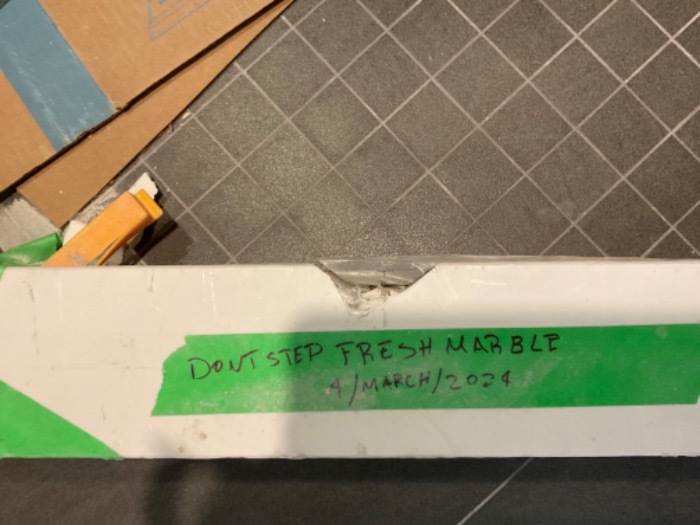 DONT STEP FRESH MARBLE
4/MARCH/2024